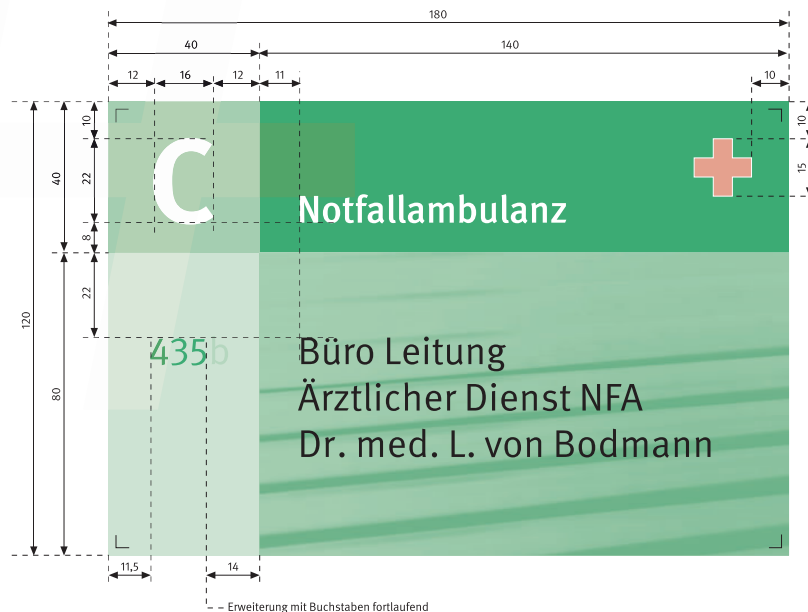 180
40
140
12
16
12
11
10
10
40
22
8
22
120
80
10
15
C
Notfallambulanz
435b
Büro Leitung
Ärztlicher Dienst NFA
Dr. med. L. von Bodmann
11,5
14
Erweiterung mit Buchstaben fortlaufend